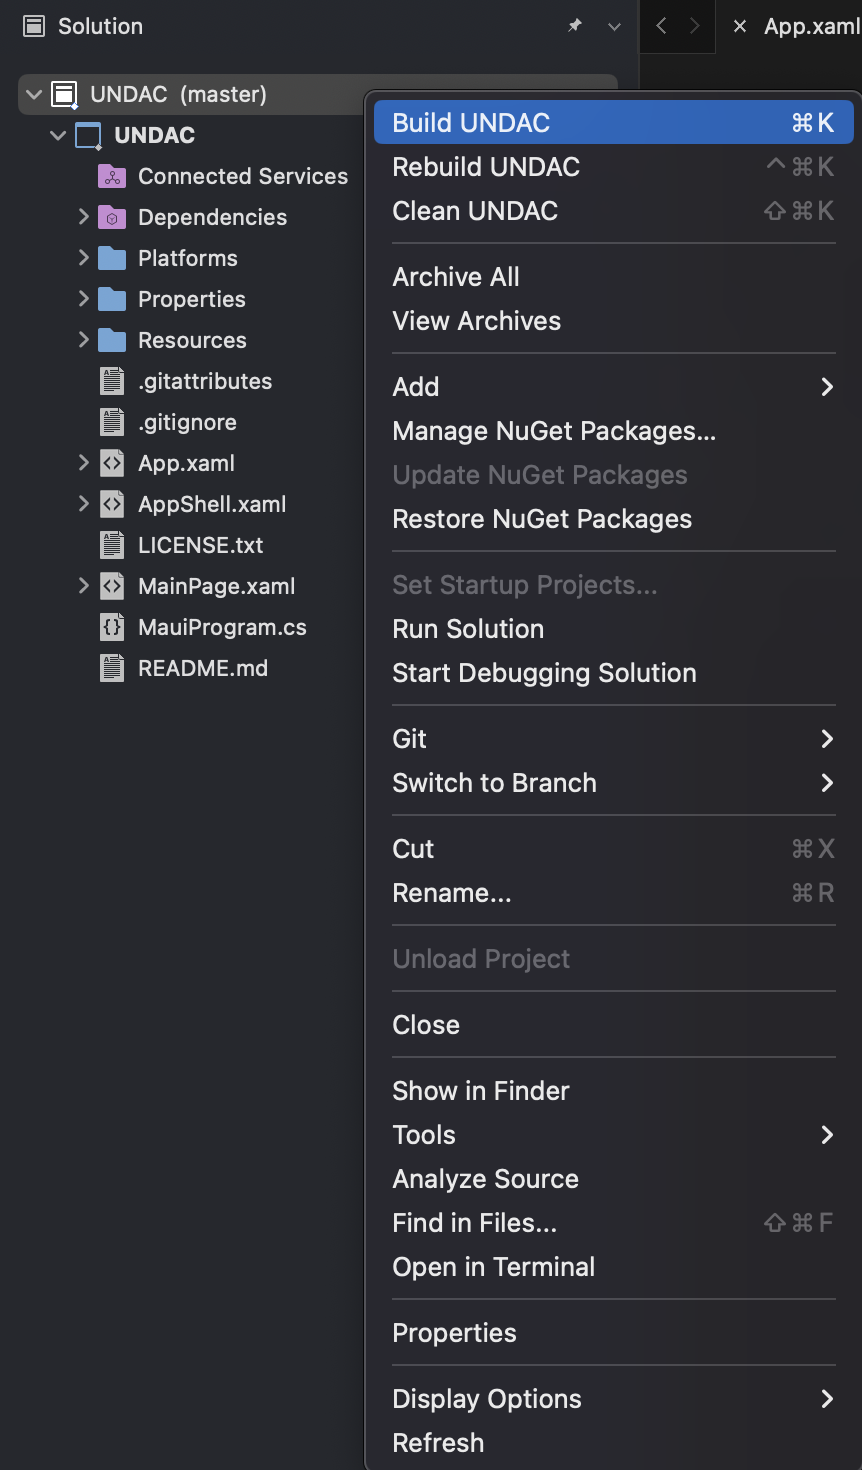 Solution
App.xaml
UNDAC (master)
UNDAC
Connected Services
Dependencies
Platforms
Properties
Resources
.gitattributes
.gitignore
App.xaml
AppShell.xaml
LICENSE.txt
MainPage.xaml
MauiProgram.cs
README.md
Build UNDAC ⌘K
Rebuild UNDAC ^⌘K
Clean UNDAC ⇧⌘K
Archive All
View Archives
Add
Manage NuGet Packages...
Update NuGet Packages
Restore NuGet Packages
Set Startup Projects...
Run Solution
Start Debugging Solution
Git
Switch to Branch
Cut ⌘X
Rename... ⌘R
Unload Project
Close
Show in Finder
Tools
Analyze Source
Find in Files... ⇧⌘F
Open in Terminal
Properties
Display Options
Refresh